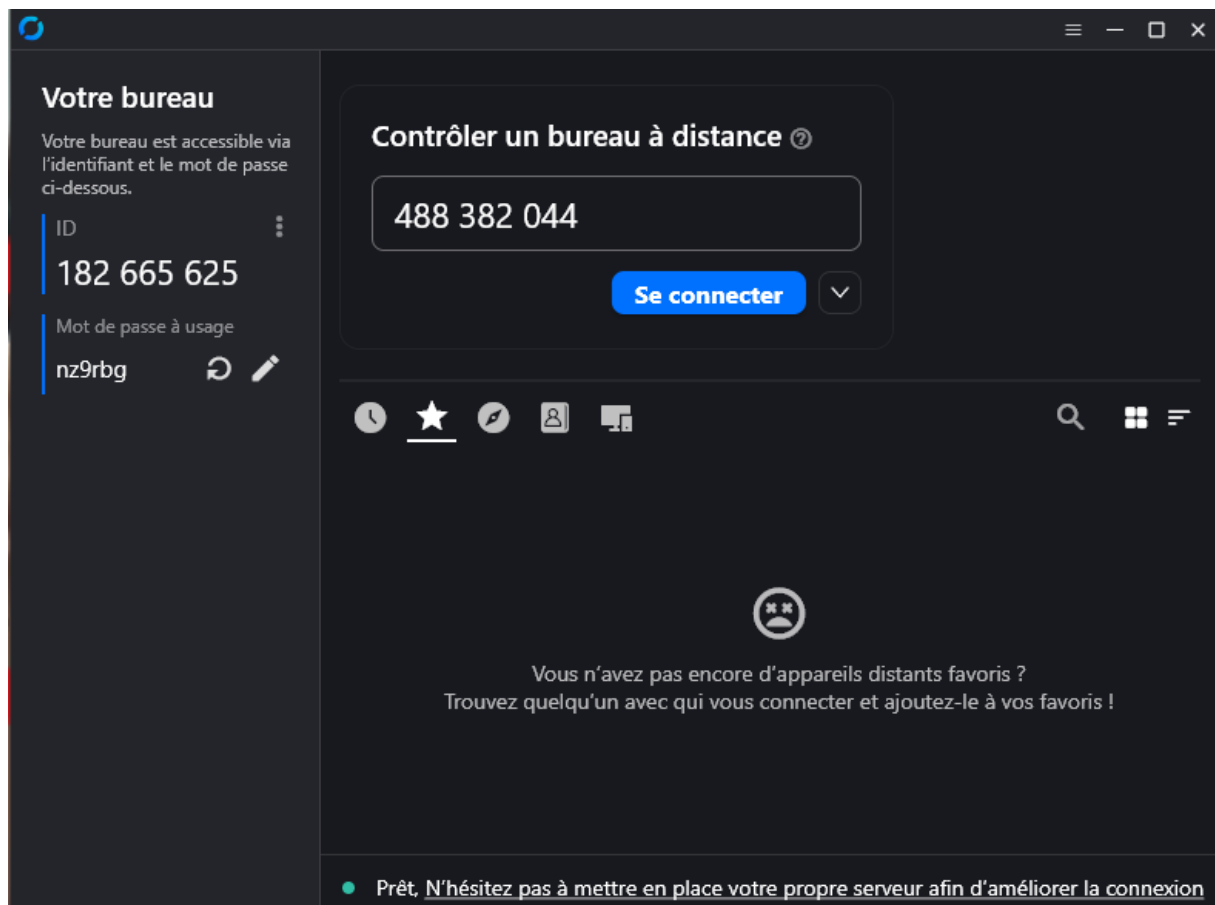 Votre bureau
Votre bureau est accessible via
l'identifiant et le mot de passe
ci-dessous.
ID
182 665 625
Mot de passe à usage
nz9rbg
Contrôler un bureau à distance
488 382 044
Se connecter
Vous n'avez pas encore d'appareils distants favoris ?
Trouvez quelqu'un avec qui vous connecter et ajoutez-le à vos favoris !
Prêt, N'hésitez pas à mettre en place votre propre serveur afin d'améliorer la connexion